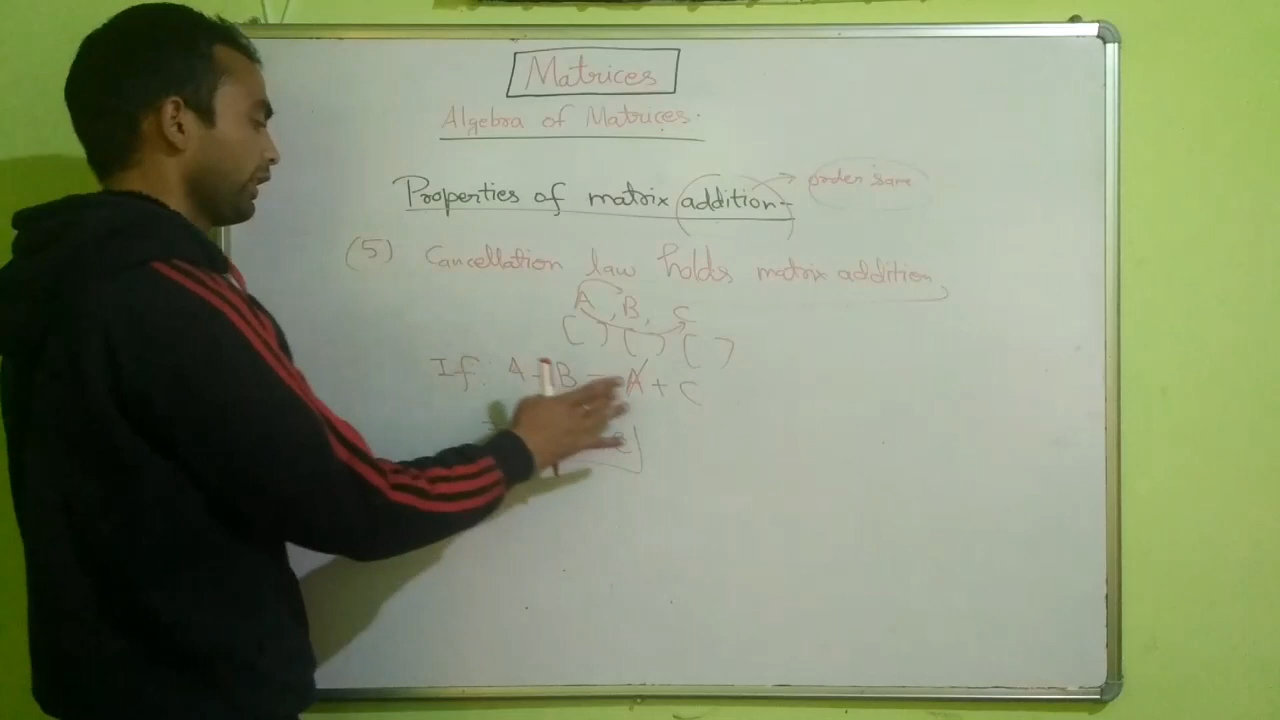 Matrices
Algebra of Matrices.
Properties of matrix addition- → order same
(5) Cancellation law holds matrix addition,
A, B, C
( ) ( ) ( )
If: A + B = A + C